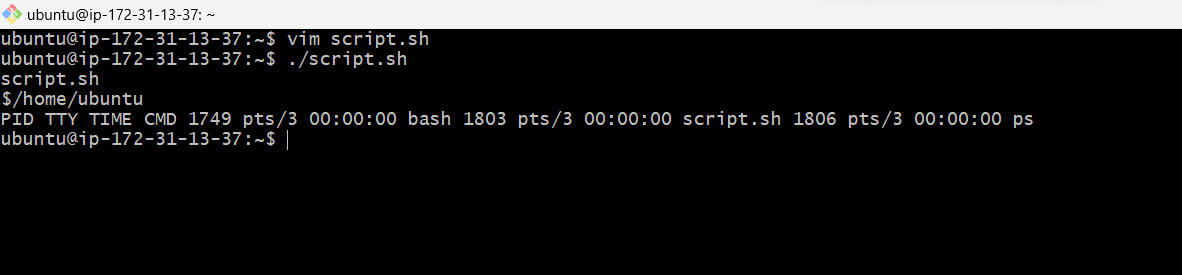 ubuntu@ip-172-31-13-37: ~
ubuntu@ip-172-31-13-37:~$ vim script.sh
ubuntu@ip-172-31-13-37:~$ ./script.sh
script.sh
$/home/ubuntu
PID TTY TIME CMD 1749 pts/3 00:00:00 bash 1803 pts/3 00:00:00 script.sh 1806 pts/3 00:00:00 ps
ubuntu@ip-172-31-13-37:~$